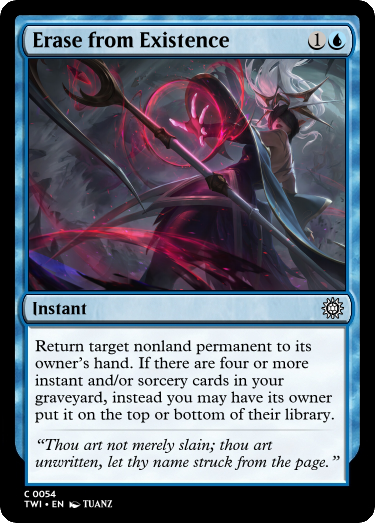 Erase from Existence 1
Instant
Return target nonland permanent to its
owner's hand. If there are four or more
instant and/or sorcery cards in your
graveyard, instead you may have its owner
put it on the top or bottom of their library.
"Thou art not merely slain; thou art
unwritten, let thy name struck from the page."
C 0054
TWI • EN TUANZ